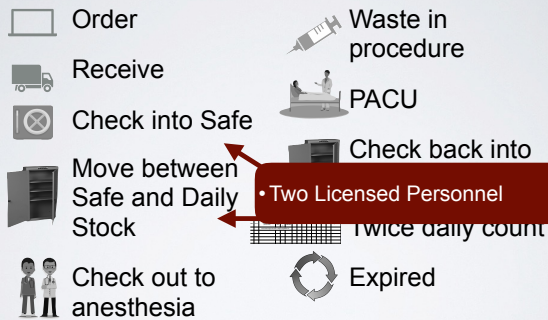 Order
Receive
Check into Safe
Move between
Safe and Daily
Stock
Check out to
anesthesia
Waste in
procedure
PACU
Check back into
• Two Licensed Personnel
Twice daily count
Expired